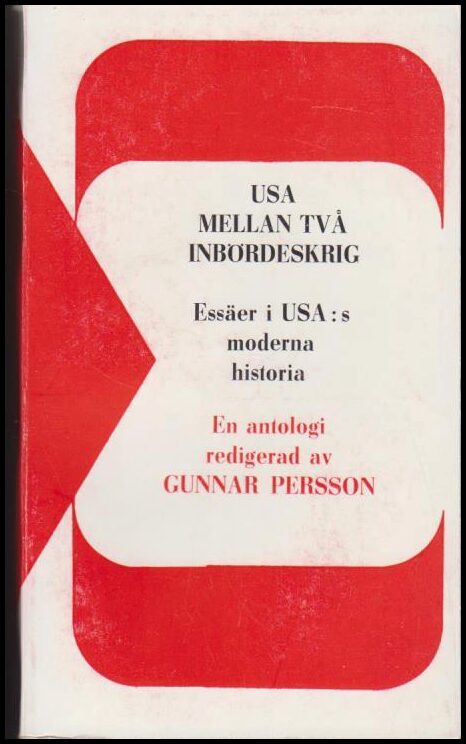 USA
MELLAN TVÅ
INBÖRDESKRIG
Essäer i USA:s
moderna
historia
En antologi
redigerad av
GUNNAR PERSSON